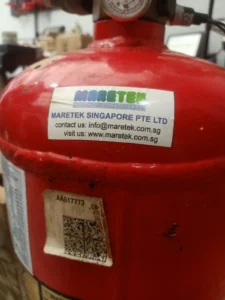 MARETEK
MARETEK SINGAPORE PTE LTD
contact us: info@maretek.com.sg
visit us: www.maretek.com.sg